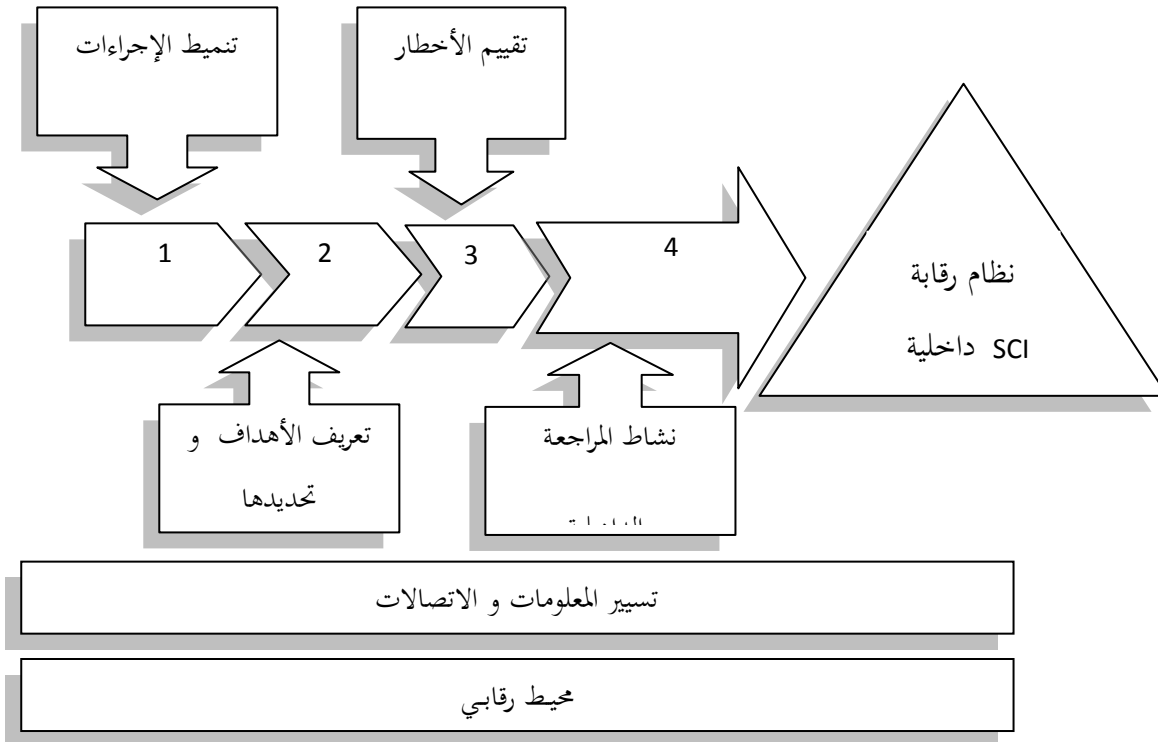 تنميط الإجراءات
تقييم الأخطار
1
2
3
4
نظام رقابة
داخلية SCI
تعريف الأهداف و
تحديدها
نشاط المراجعة
تسيير المعلومات و الاتصالات
محيط رقابي